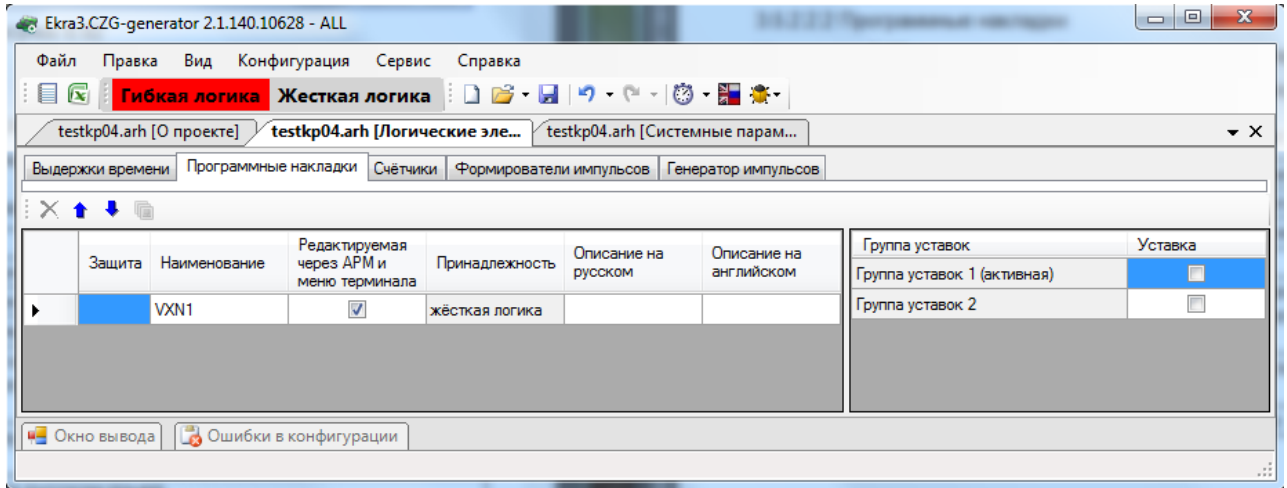 Ekra3.CZG-generator 2.1.140.10628 - ALL
Файл Правка Вид Конфигурация Сервис Справка
Гибкая логика Жесткая логика
testkp04.arh [О проекте] testkp04.arh [Логические эле... testkp04.arh [Системные парам...
Выдержки времени Программные накладки Счётчики Формирователи импульсов Генератор импульсов
Защита Наименование Редактируемая через АРМ и меню терминала Принадлежность Описание на русском Описание на английском
VXN1 жёсткая логика
Группа уставок Уставка
Группа уставок 1 (активная)
Группа уставок 2
Окно вывода Ошибки в конфигурации